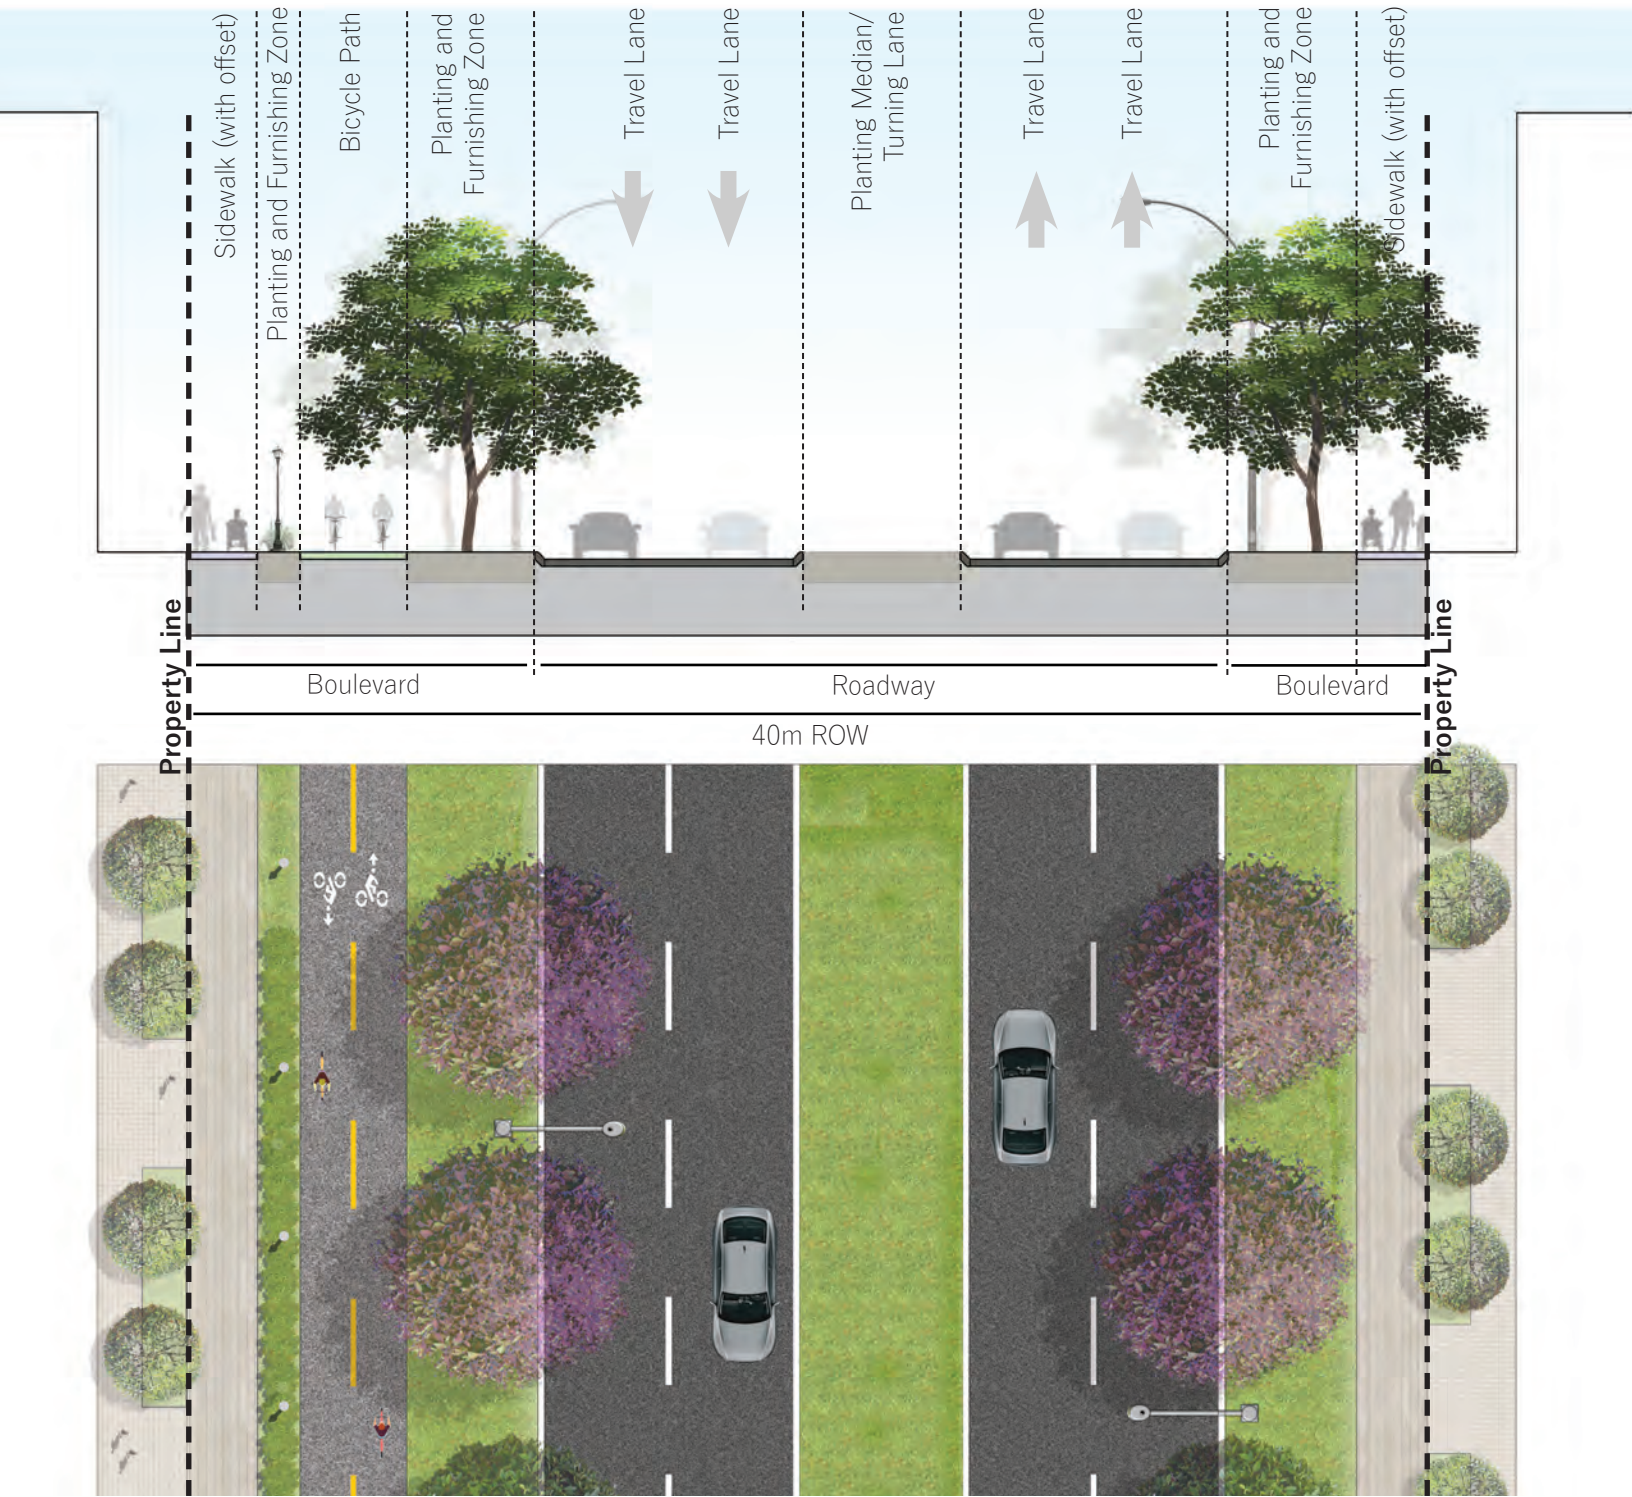 Sidewalk (with offset)
Planting and Furnishing Zone
Bicycle Path
Planting and
Furnishing Zone
Travel Lane
Travel Lane
Planting Median/
Turning Lane
Travel Lane
Travel Lane
Planting and
Furnishing Zone
Sidewalk (with offset)
Property Line
Property Line
Boulevard
Roadway
Boulevard
40m ROW